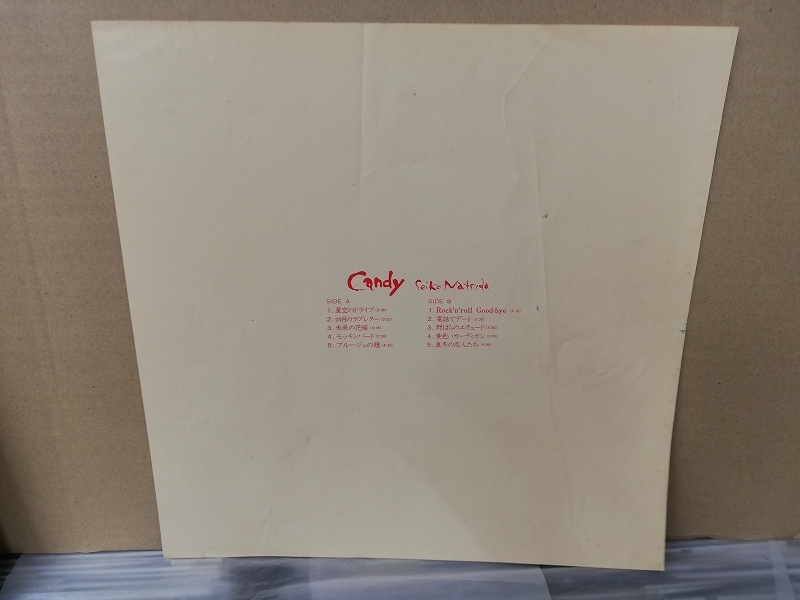 Candy Seiko Matsuda
SIDE A
1. 星空のドライブ
2. 四月のラブレター
3. 未来の花嫁
4. モッキンバード
5. ブルージュの鐘
SIDE B
1. Rock'n'roll Good-bye
2. 電話でデート
3. 野ばらのエチュード
4. 黄色いカーディガン
5. 真冬の恋人たち